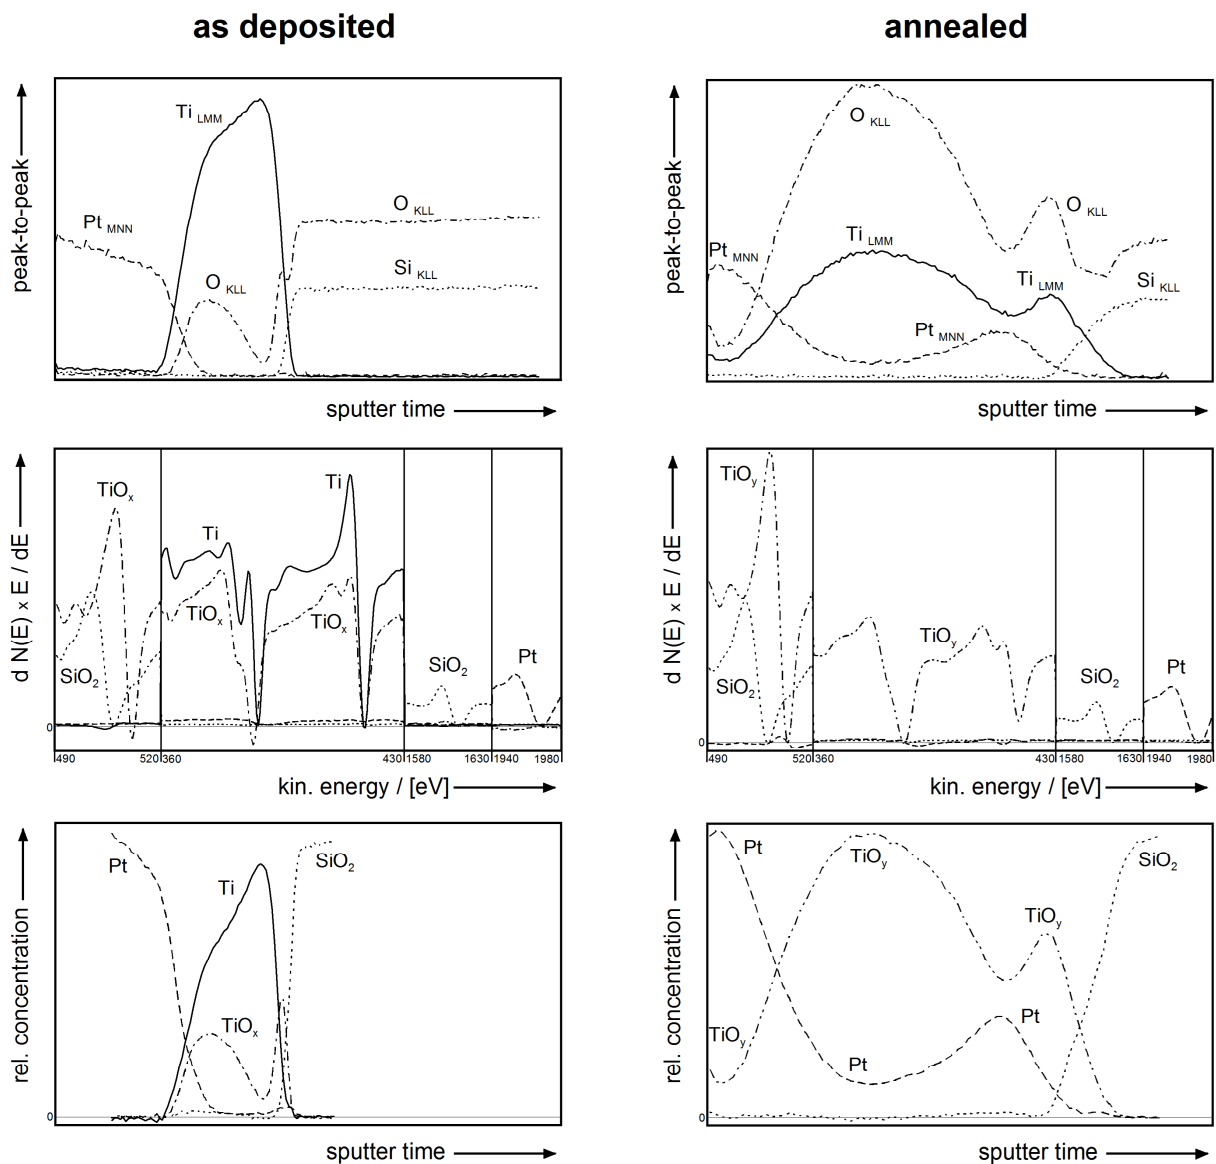 as deposited
annealed
peak-to-peak
Ti LMM
Pt MNN
O KLL
O KLL
Si KLL
sputter time
peak-to-peak
O KLL
O KLL
Pt MNN
Ti LMM
Ti LMM
Si KLL
Pt MNN
sputter time
d N(E) x E / dE
TiOx
Ti
Ti
TiOx
TiOx
SiO2
SiO2
Pt
0
490 520 360 430 1580 1630 1940 1980
kin. energy / [eV]
d N(E) x E / dE
TiOy
TiOy
SiO2
SiO2
Pt
0
490 520 360 430 1580 1630 1940 1980
kin. energy / [eV]
rel. concentration
Pt
Ti
SiO2
TiOx
0
sputter time
rel. concentration
Pt
TiOy
SiO2
TiOy
Pt
TiOy
Pt
0
sputter time